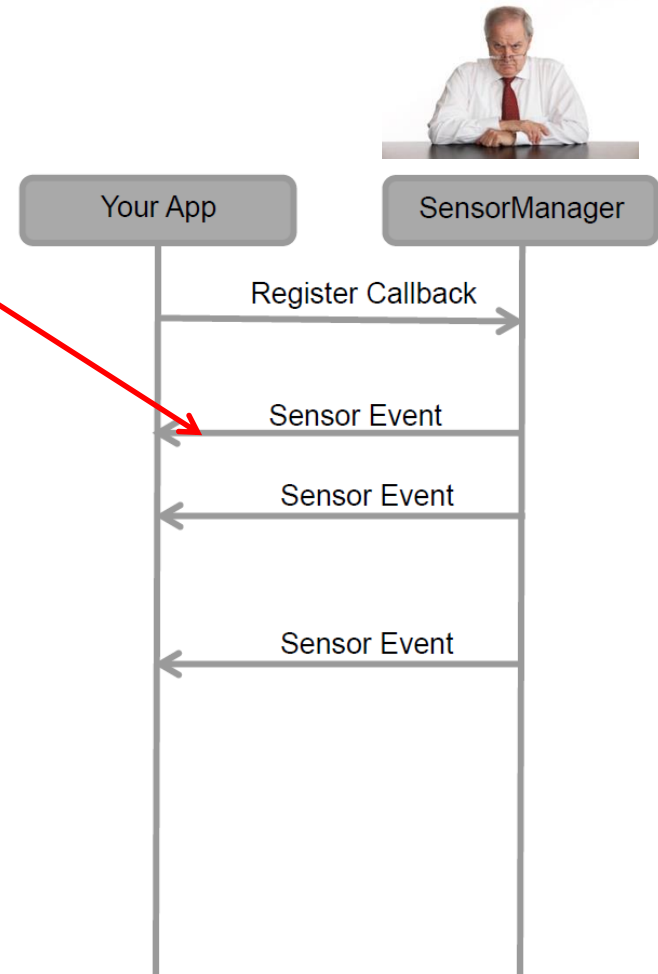 Your App
SensorManager
Register Callback
Sensor Event
Sensor Event
Sensor Event